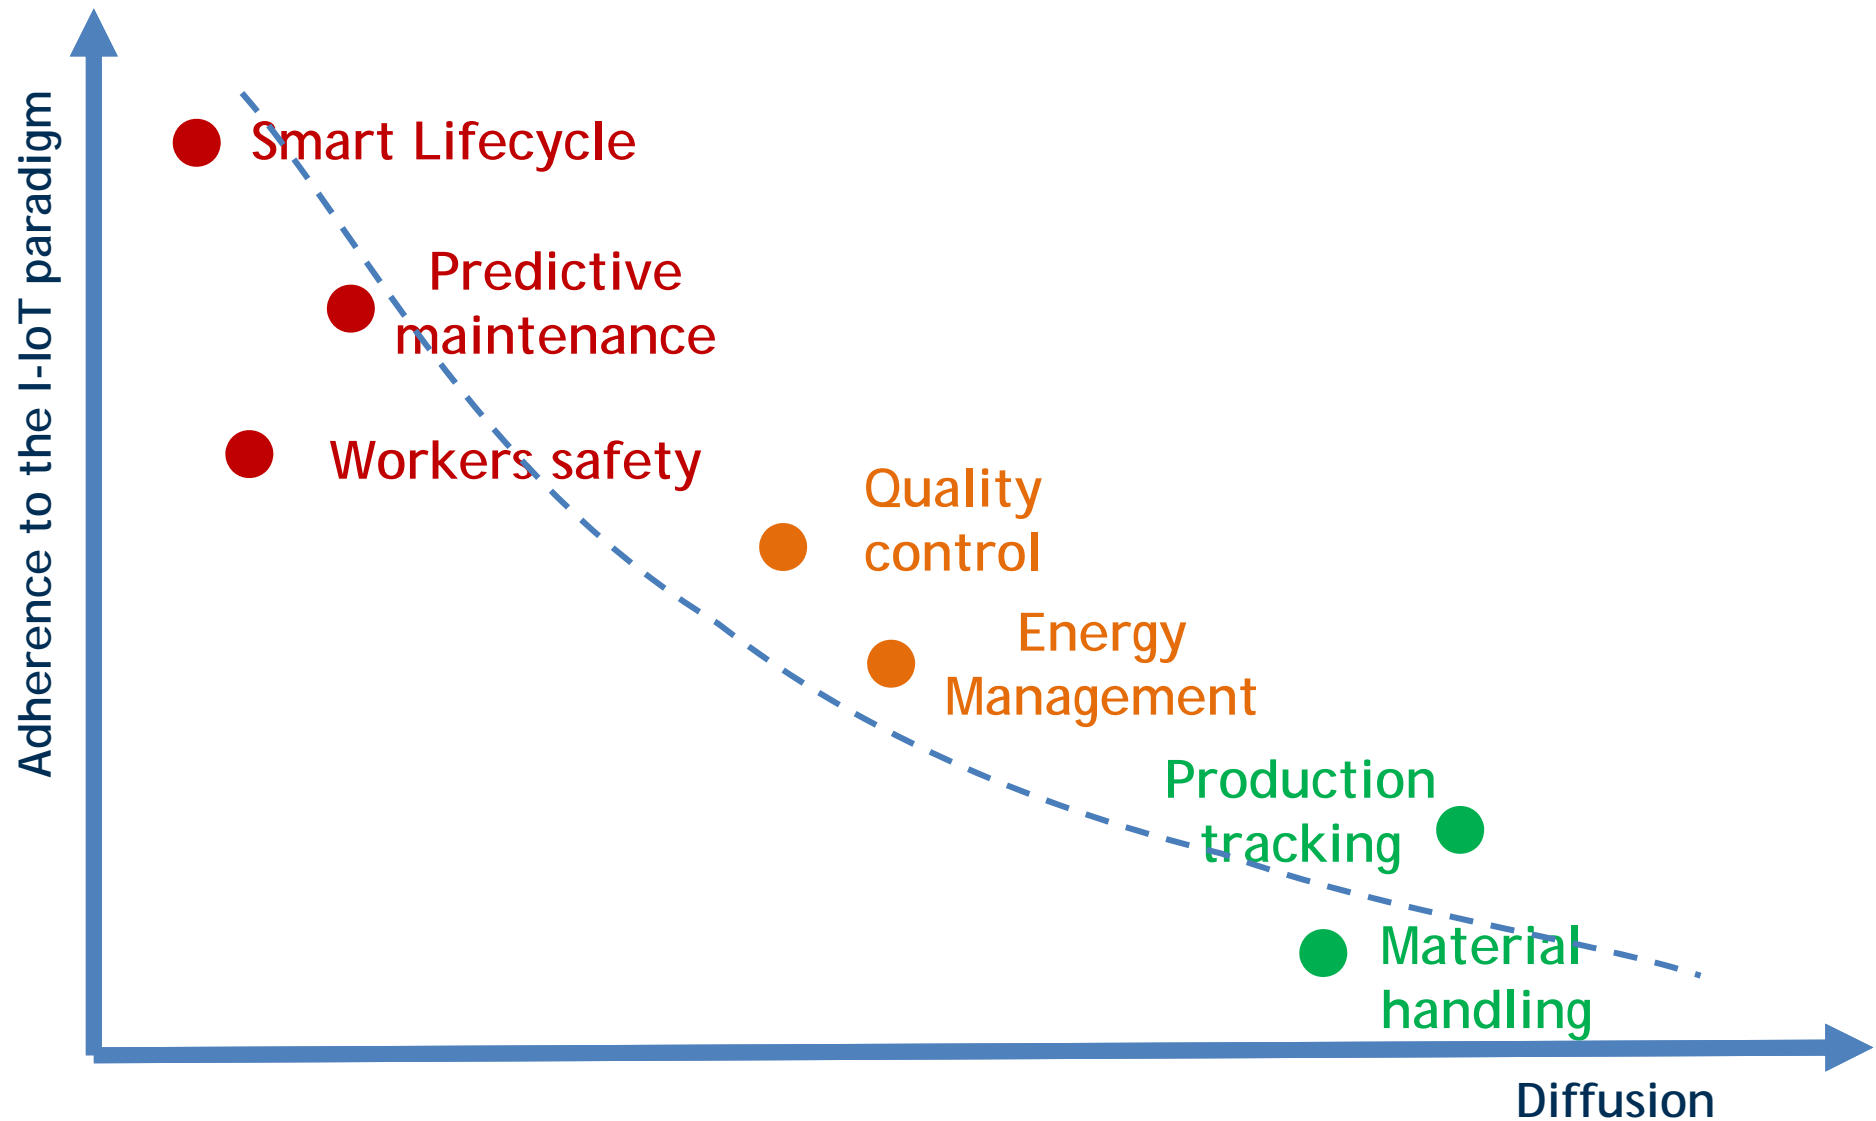 Adherence to the I-IoT paradigm
Smart Lifecycle
Predictive
maintenance
Workers safety
Quality
control
Energy
Management
Production
tracking
Material
handling
Diffusion